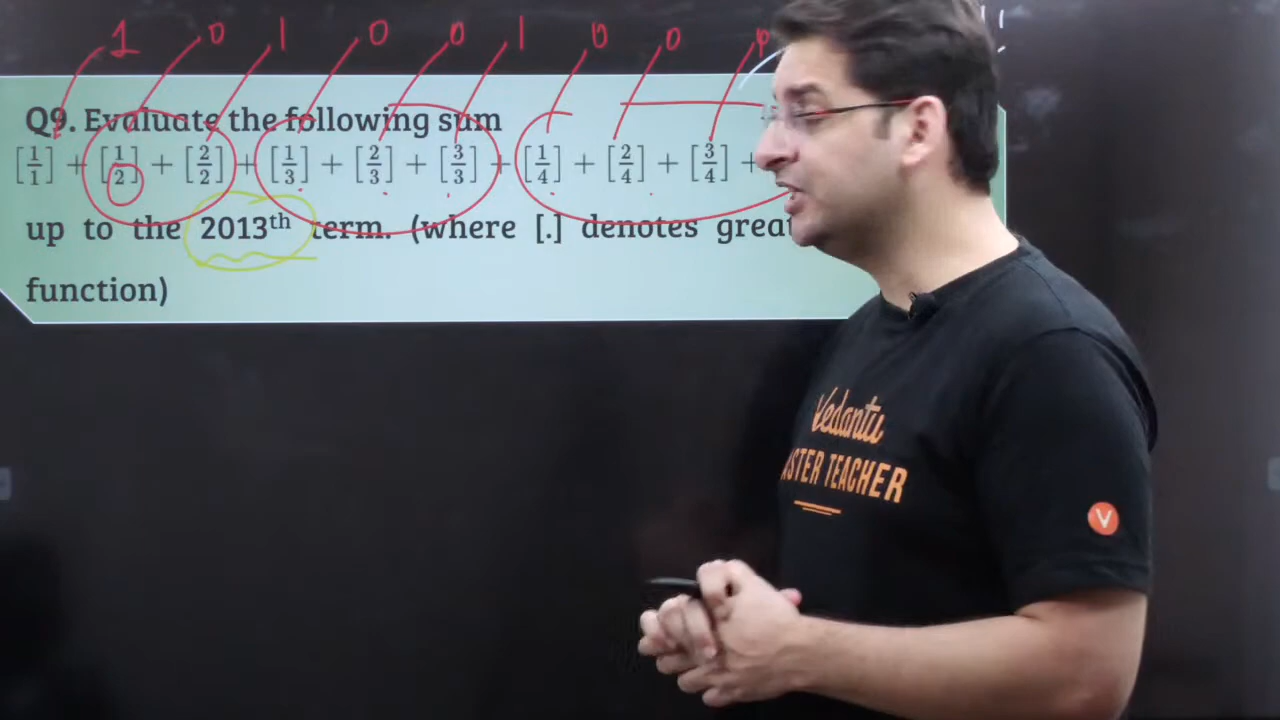 1 0 1 0 0 1 0 0
Q9. Evaluate the following sum
[1/1] + [1/2] + [2/2] + [1/3] + [2/3] + [3/3] + [1/4] + [2/4] + [3/4] +
up to the 2013th term. (where [.] denotes great
function)
Vedantu
ASTER TEACHER
V